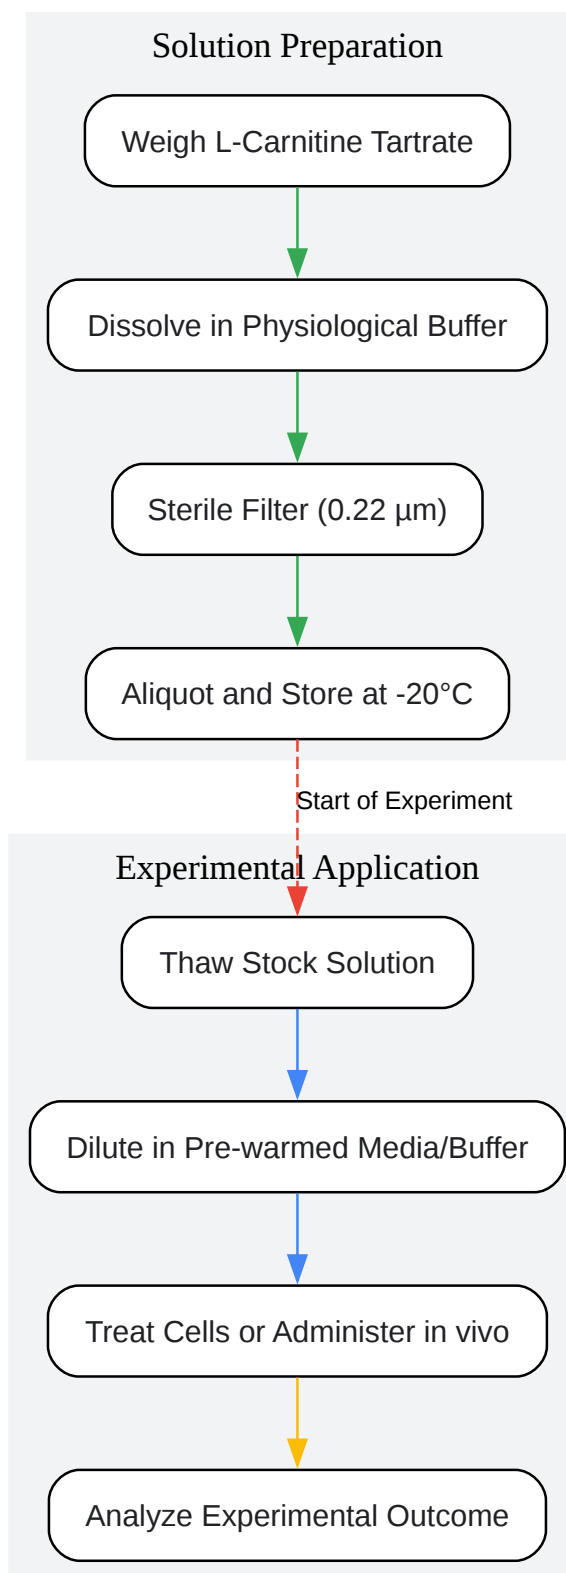 Solution Preparation
Weigh L-Carnitine Tartrate
Dissolve in Physiological Buffer
Sterile Filter (0.22 µm)
Aliquot and Store at -20°C
Start of Experiment
Experimental Application
Thaw Stock Solution
Dilute in Pre-warmed Media/Buffer
Treat Cells or Administer in vivo
Analyze Experimental Outcome